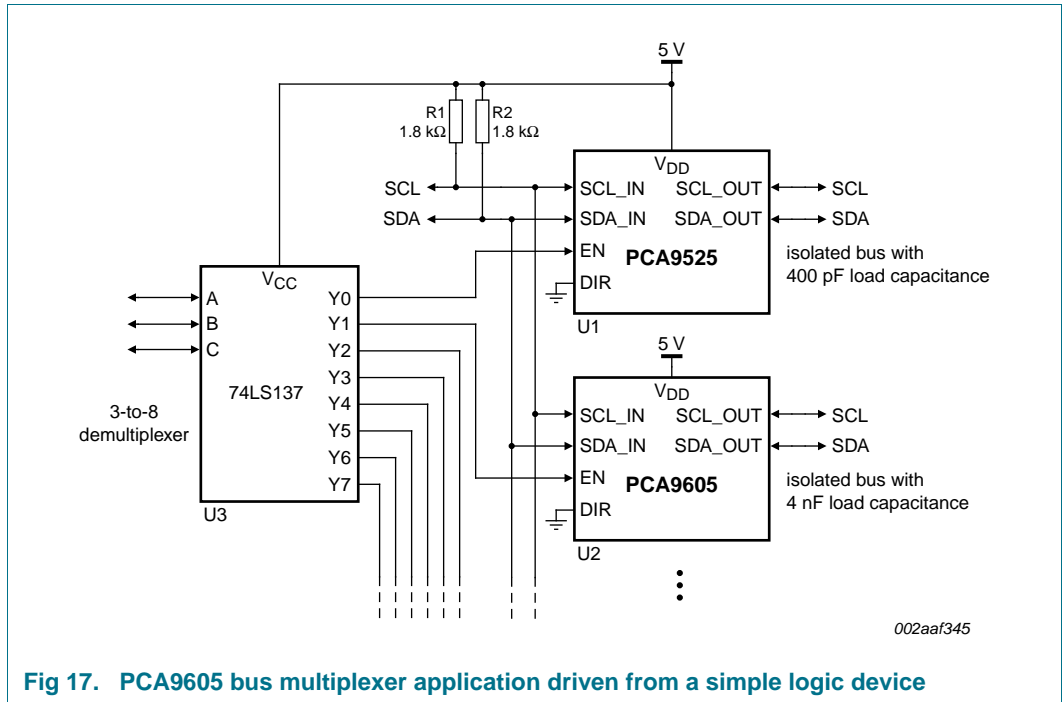 5 V
R1
1.8 kΩ
R2
1.8 kΩ
VDD
SCL
SCL_IN
SCL_OUT
SCL
SDA
SDA_IN
SDA_OUT
SDA
EN
PCA9525
DIR
isolated bus with
400 pF load capacitance
U1
VCC
A
B
C
Y0
Y1
Y2
Y3
Y4
Y5
Y6
Y7
74LS137
3-to-8
demultiplexer
U3
5 V
VDD
SCL_IN
SCL_OUT
SCL
SDA_IN
SDA_OUT
SDA
EN
PCA9605
DIR
isolated bus with
4 nF load capacitance
U2
002aaf345
Fig 17. PCA9605 bus multiplexer application driven from a simple logic device